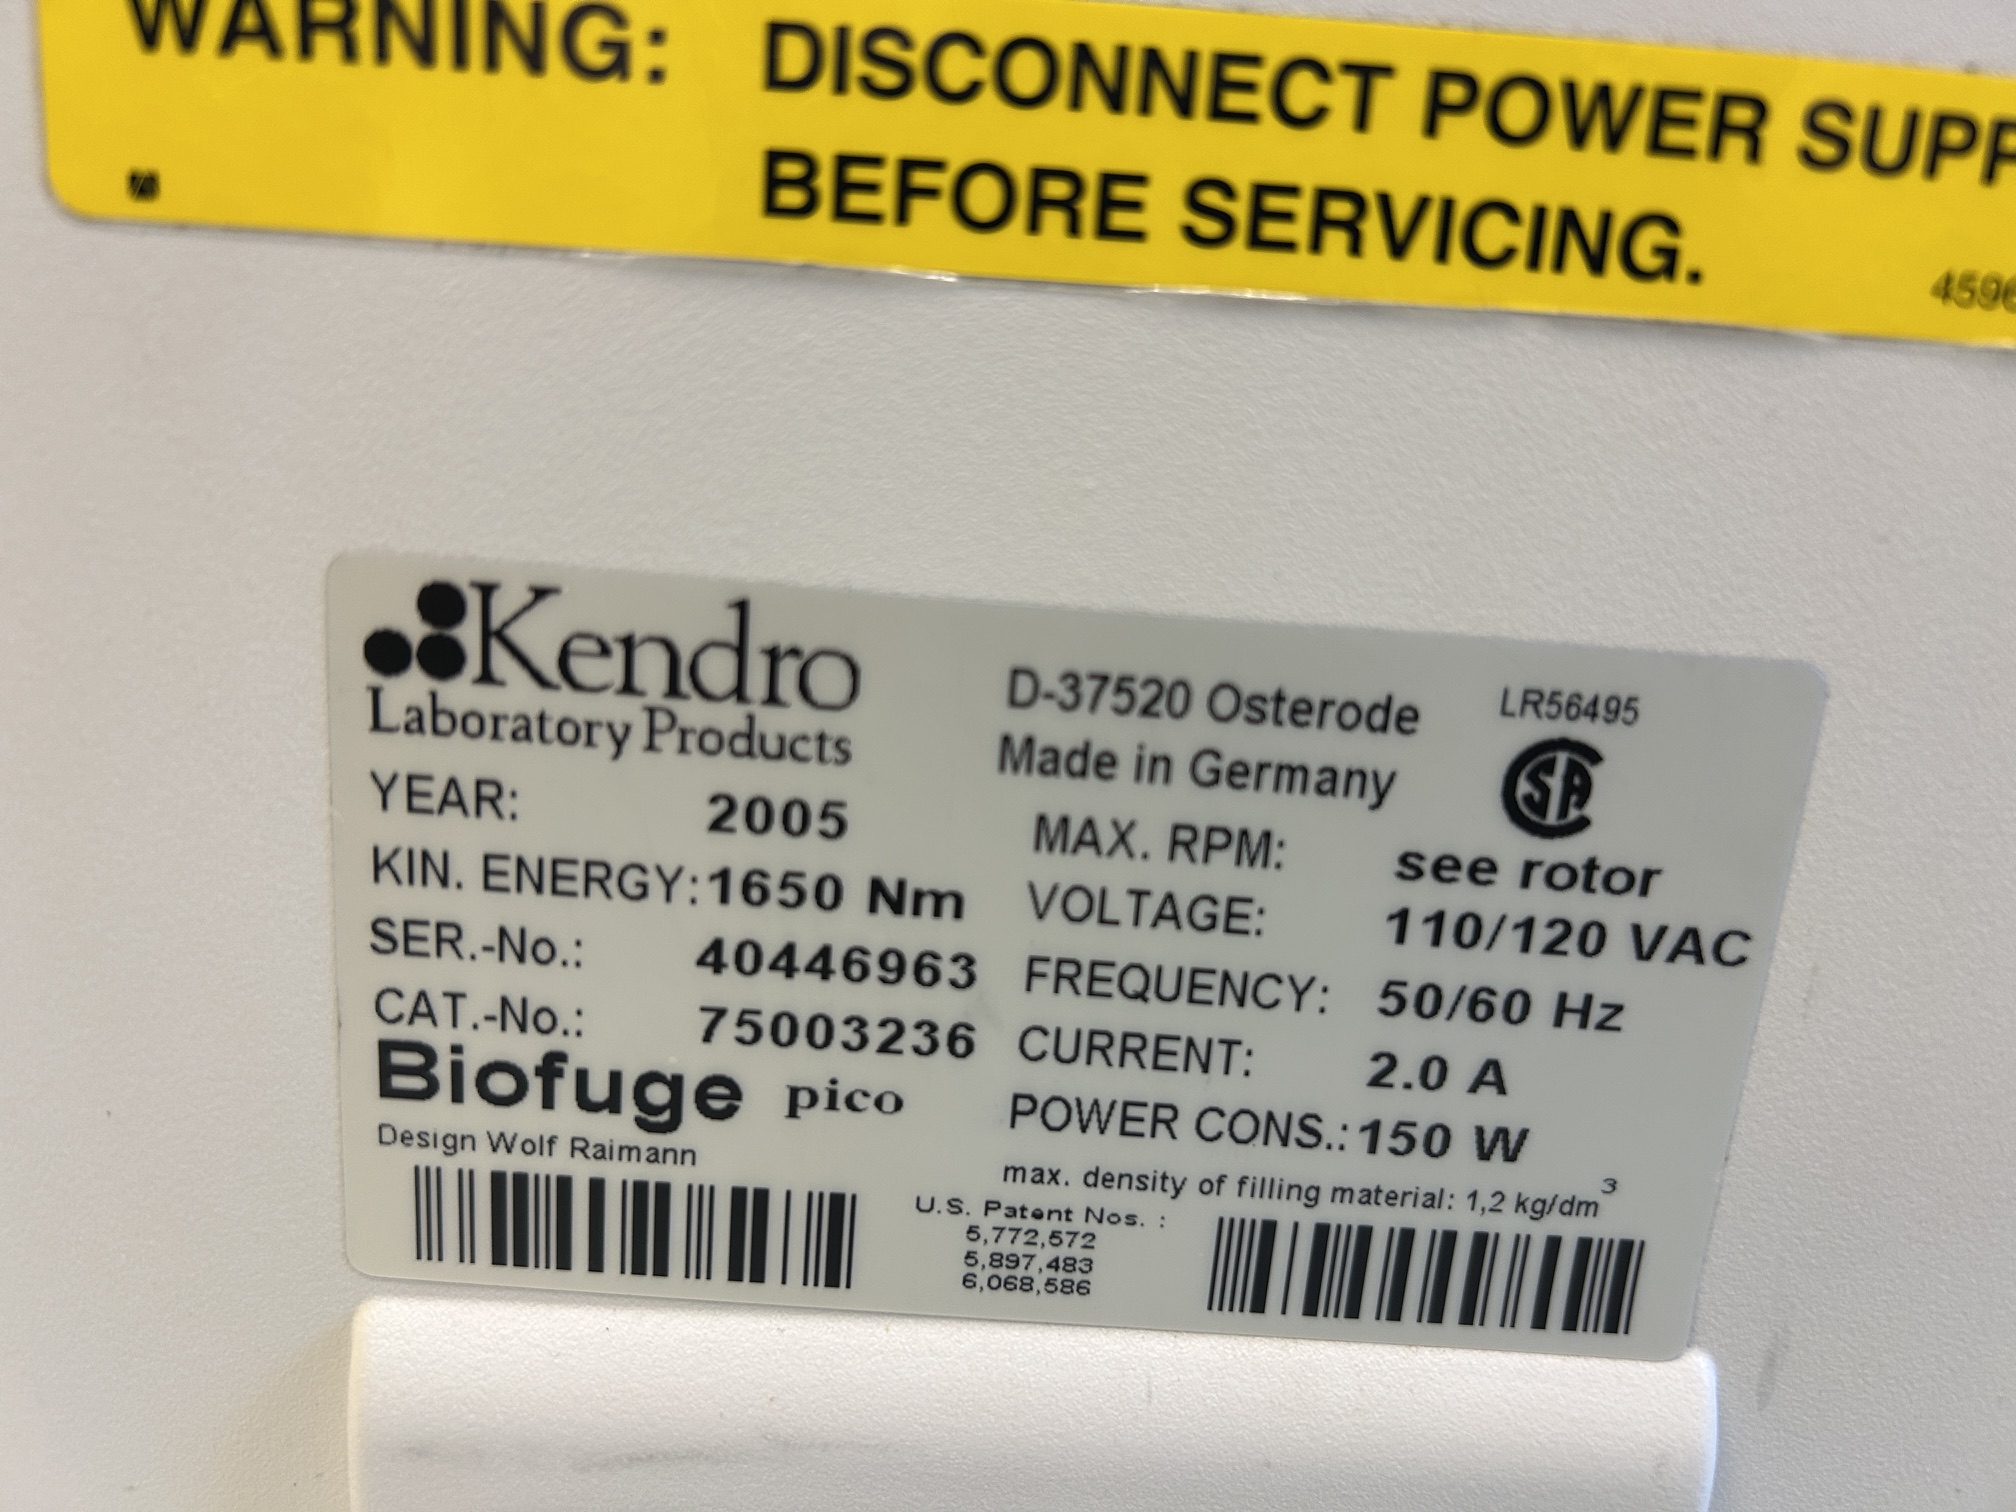 WARNING: DISCONNECT POWER
BEFORE SERVICING.
Kendro
Laboratory Products
D-37520 Osterode
Made in Germany
LR56495
YEAR: 2005
KIN. ENERGY: 1650 Nm
SER.-No.: 40446963
CAT.-No.: 75003236
Biofuge pico
Design Wolf Raimann
MAX. RPM: see rotor
VOLTAGE: 110/120 VAC
FREQUENCY: 50/60 Hz
CURRENT: 2.0 A
POWER CONS.: 150 W
max. density of filling material: 1,2 kg/dm³
U.S. Patent Nos. :
5,772,572
5,897,483
6,068,586